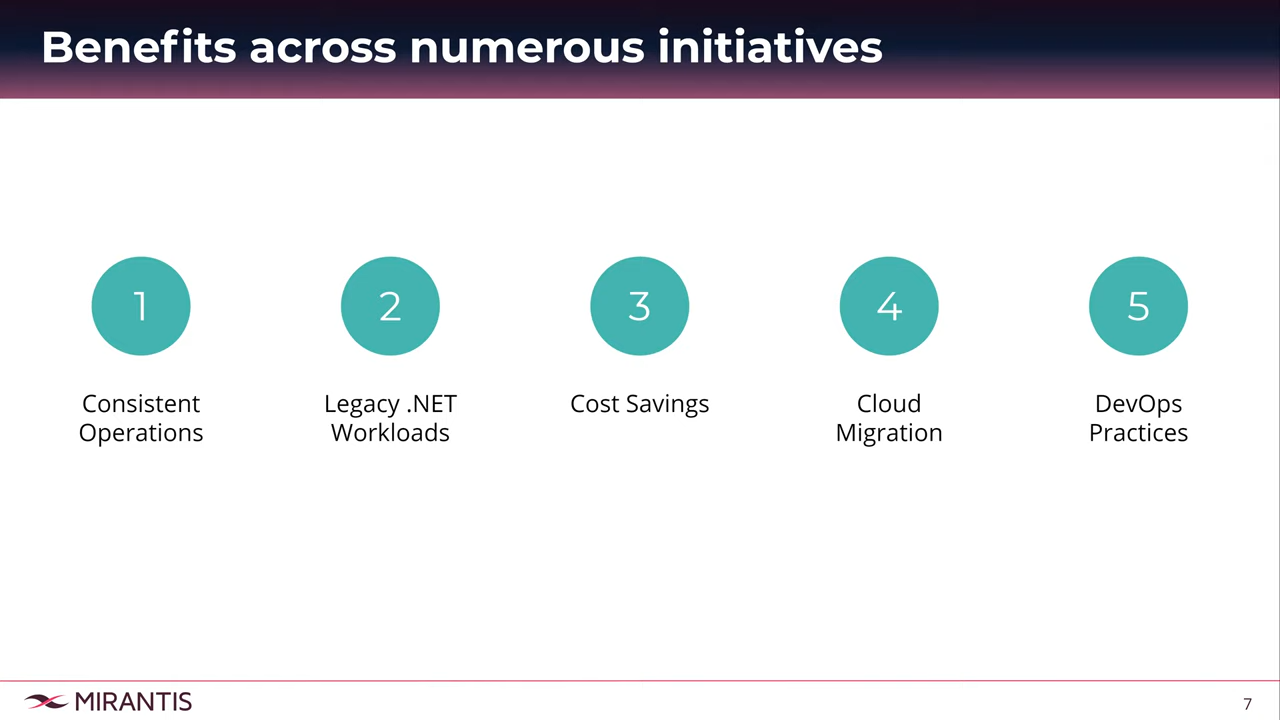 Benefits across numerous initiatives
1
2
3
4
5
Consistent
Operations
Legacy .NET
Workloads
Cost Savings
Cloud
Migration
DevOps
Practices
MIRANTIS
7